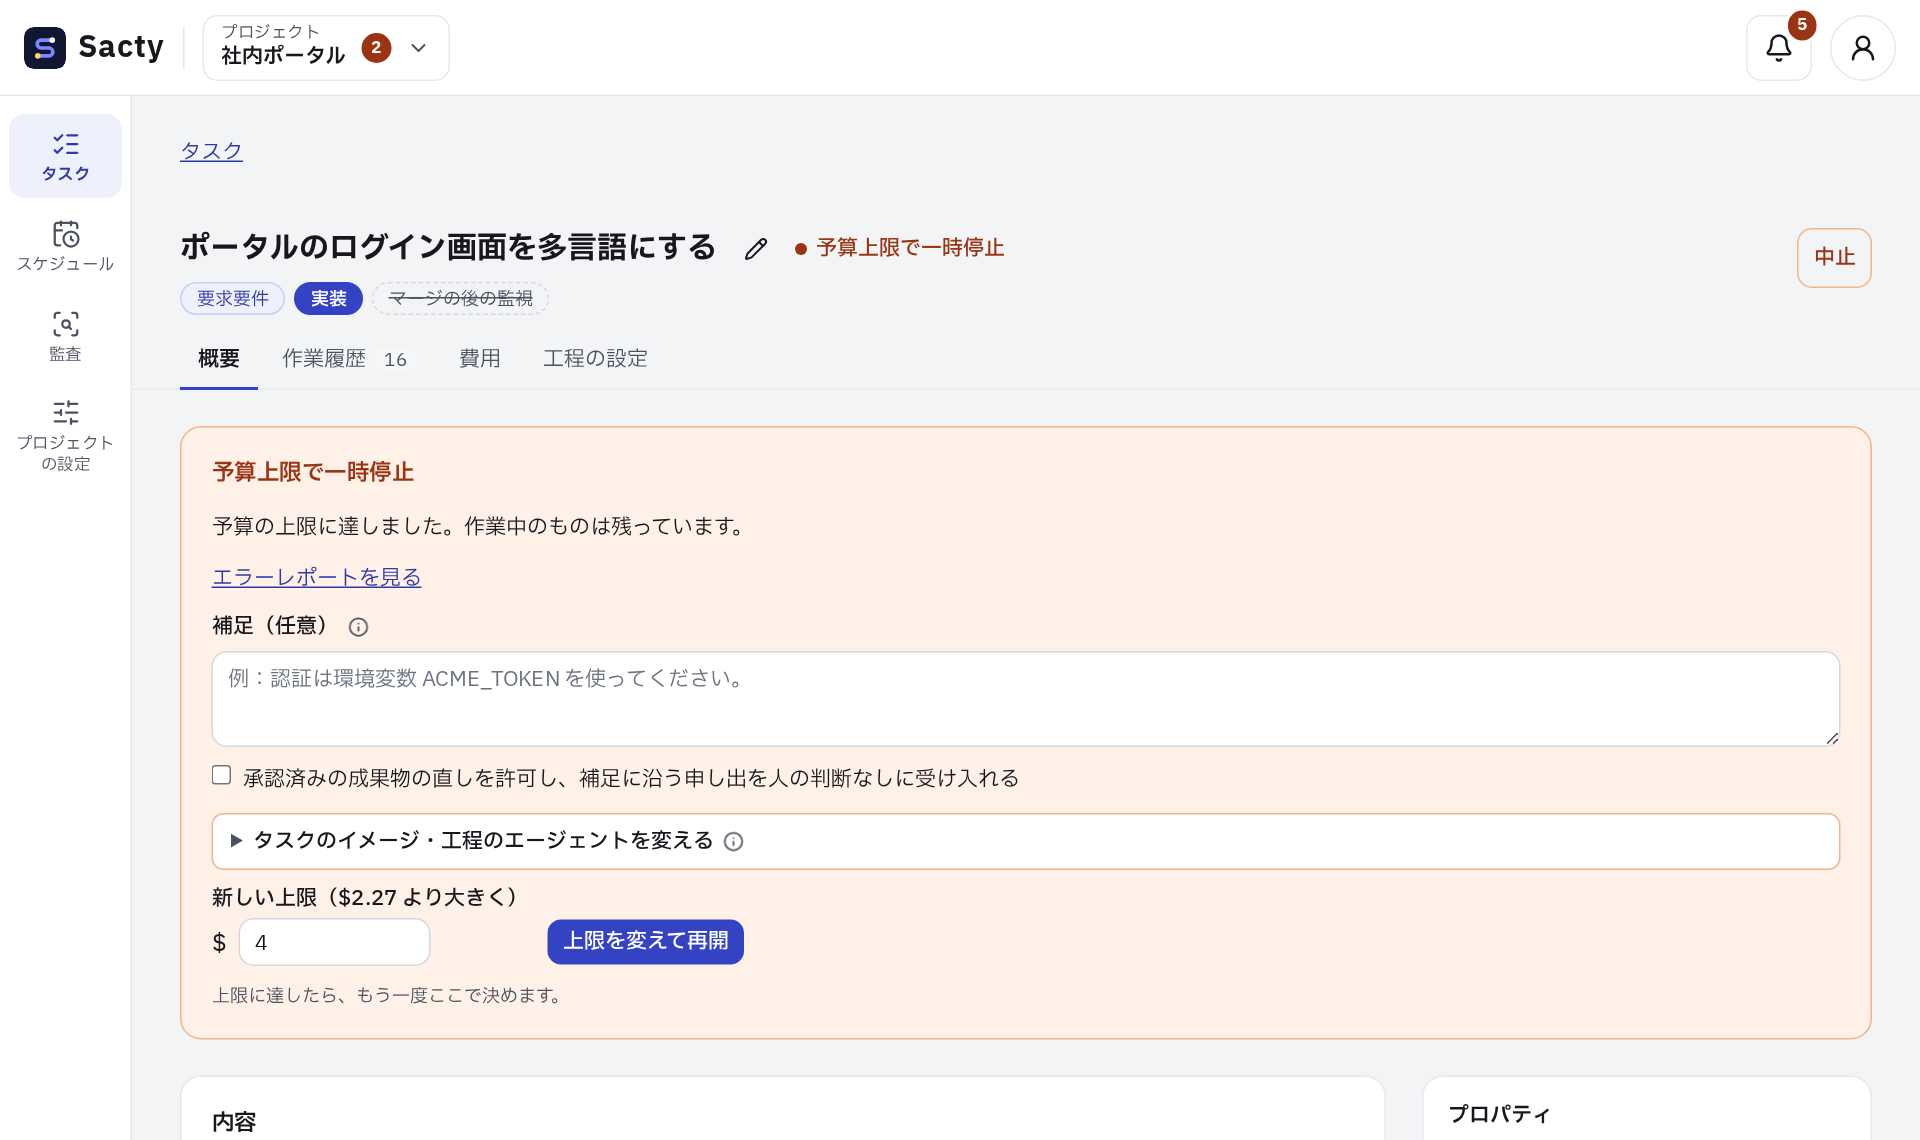 Sacty
プロジェクト
社内ポータル 2
5
タスク
スケジュール
監査
プロジェクト
の設定
タスク
ポータルのログイン画面を多言語にする
予算上限で一時停止
中止
要求要件 実装 マージの後の監視
概要 作業履歴 16 費用 工程の設定
予算上限で一時停止
予算の上限に達しました。作業中のものは残っています。
エラーレポートを見る
補足（任意）
例：認証は環境変数 ACME_TOKEN を使ってください。
承認済みの成果物の直しを許可し、補足に沿う申し出を人の判断なしに受け入れる
タスクのイメージ・工程のエージェントを変える
新しい上限（$2.27 より大きく）
$ 4 上限を変えて再開
上限に達したら、もう一度ここで決めます。
内容
プロパティ